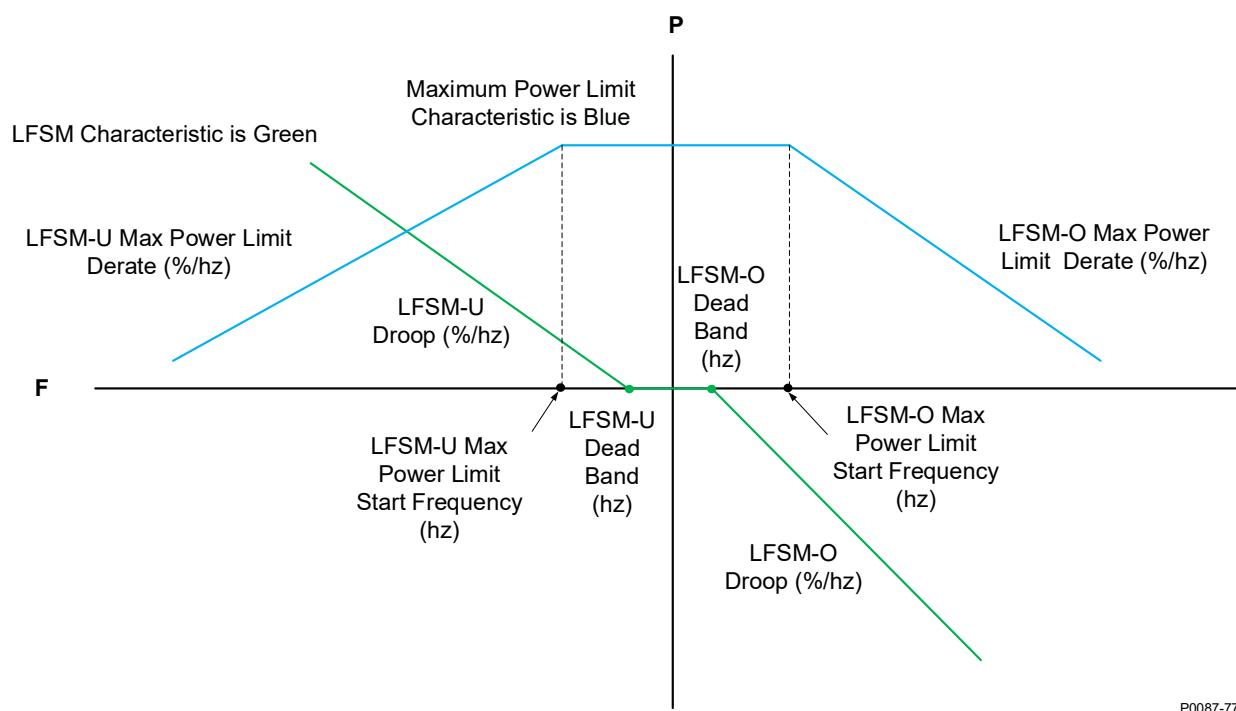 P
Maximum Power Limit
Characteristic is Blue
LFSM Characteristic is Green
LFSM-U Max Power Limit
Derate (%/hz)
LFSM-U
Droop (%/hz)
LFSM-O
Dead
Band
(hz)
LFSM-O Max Power
Limit Derate (%/hz)
F
LFSM-U Max
Power Limit
Start Frequency
(hz)
LFSM-U
Dead
Band
(hz)
LFSM-O Max
Power Limit
Start Frequency
(hz)
LFSM-O
Droop (%/hz)
P0087-77